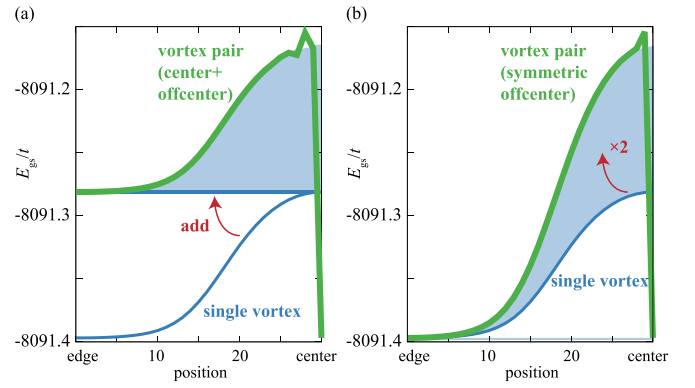 (a)
vortex pair
(center+
offcenter)
-8091.2
E_gs/t
-8091.3
add
single vortex
-8091.4
edge
10
20
center
position
(b)
vortex pair
(symmetric
offcenter)
-8091.2
×2
E_gs/t
-8091.3
single vortex
-8091.4
edge
10
20
center
position